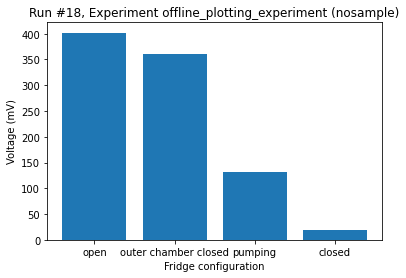 Run #18, Experiment offline_plotting_experiment (nosample)
Voltage (mV)
400
350
300
250
200
150
100
50
0
open outer chamber closed pumping closed
Fridge configuration